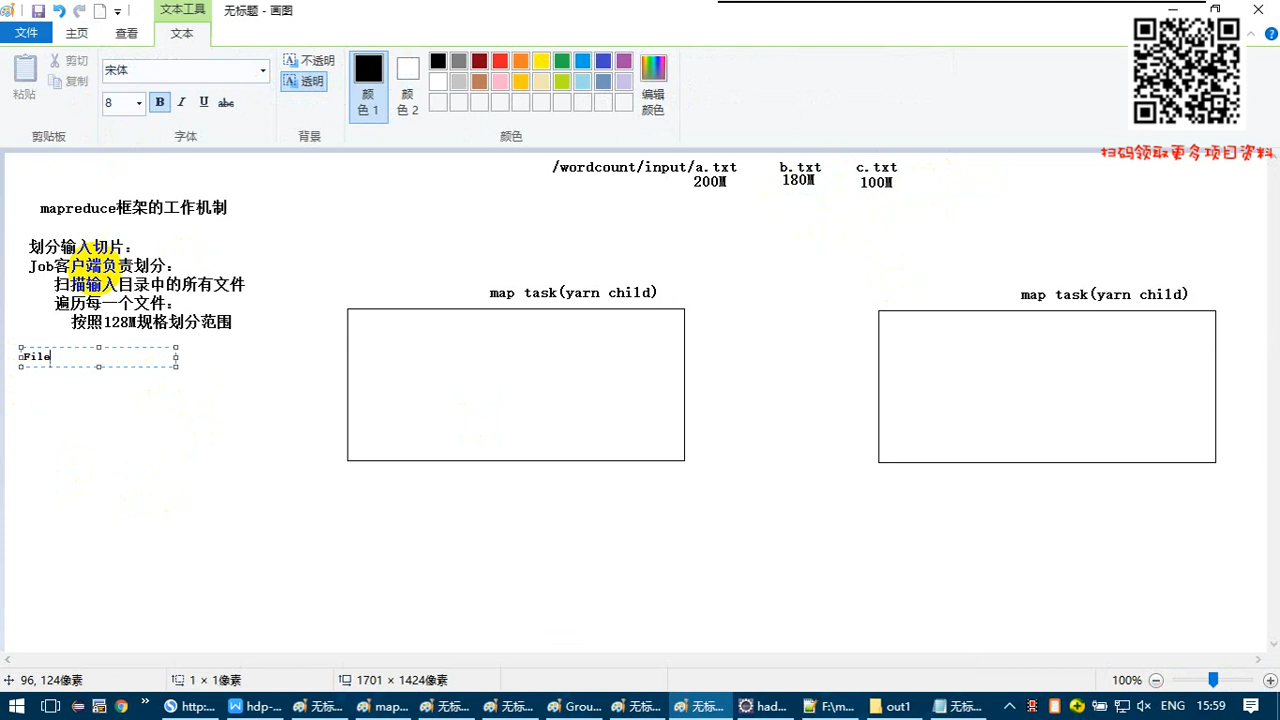 文本工具
无标题 - 画图
文件
主页
查看
文本
粘贴
剪切
复制
剪贴板
宋体
8
B
I
U
abc
字体
不透明
透明
背景
颜
色 1
颜
色 2
编辑
颜色
颜色
扫码领取更多项目资料
/wordcount/input/a.txt b.txt c.txt
200M 180M 100M
mapreduce框架的工作机制
划分输入切片:
Job客户端负责划分:
扫描输入目录中的所有文件
遍历每一个文件:
按照128M规格划分范围
File
map task(yarn child)
map task(yarn child)
96, 124像素
1 × 1像素
1701 × 1424像素
100%
http:...
hdp-...
无标...
map...
无标...
无标...
Grou...
无标...
无标...
had...
F:\m...
out1
无标...
ENG
15:59